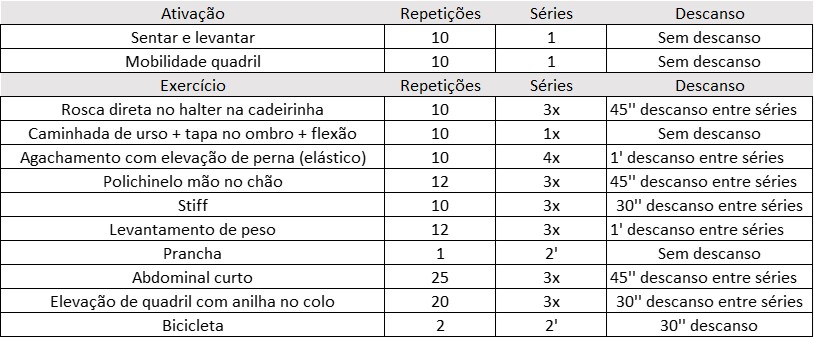 Ativação Repetições Séries Descanso
Sentar e levantar 10 1 Sem descanso
Mobilidade quadril 10 1 Sem descanso
Exercício Repetições Séries Descanso
Rosca direta no halter na cadeirinha 10 3x 45'' descanso entre séries
Caminhada de urso + tapa no ombro + flexão 10 1x Sem descanso
Agachamento com elevação de perna (elástico) 10 4x 1' descanso entre séries
Polichinelo mão no chão 12 3x 45'' descanso entre séries
Stiff 10 3x 30'' descanso entre séries
Levantamento de peso 12 3x 1' descanso entre séries
Prancha 1 2' Sem descanso
Abdominal curto 25 3x 45'' descanso entre séries
Elevação de quadril com anilha no colo 20 3x 30'' descanso entre séries
Bicicleta 2 2' 30'' descanso